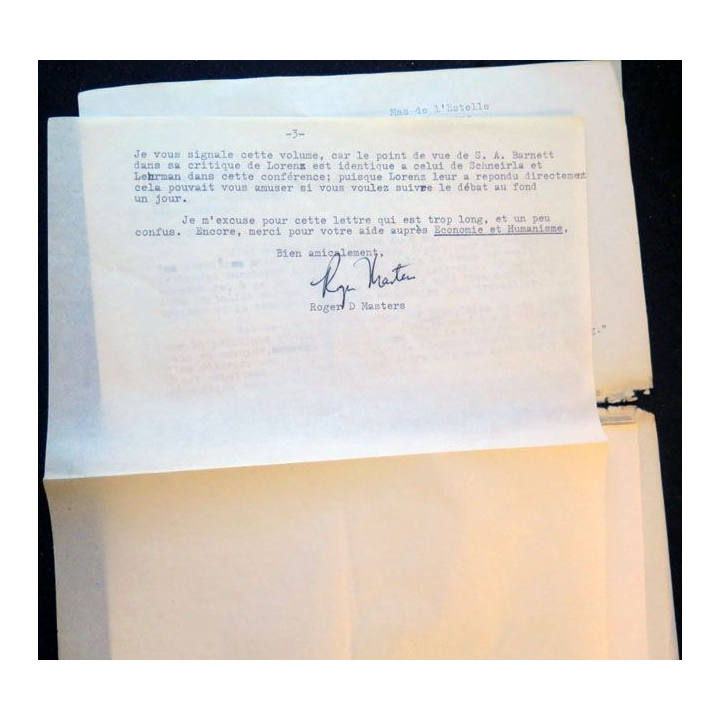 Mas de l'Estelle
-3-
Je vous signale cette volume, car le point de vue de S. A. Barnett
dans sa critique de Lorenz est identique a celui de Schneirla et
Lehrman dans cette conférence; puisque Lorenz leur a repondu directement
cela pouvait vous amuser si vous voulez suivre le débat au fond
un jour.
Je m'excuse pour cette lettre qui est trop long, et un peu
confus. Encore, merci pour votre aide auprès Economie et Humanisme.
Bien amicalement,
Roger Masters
Roger D Masters